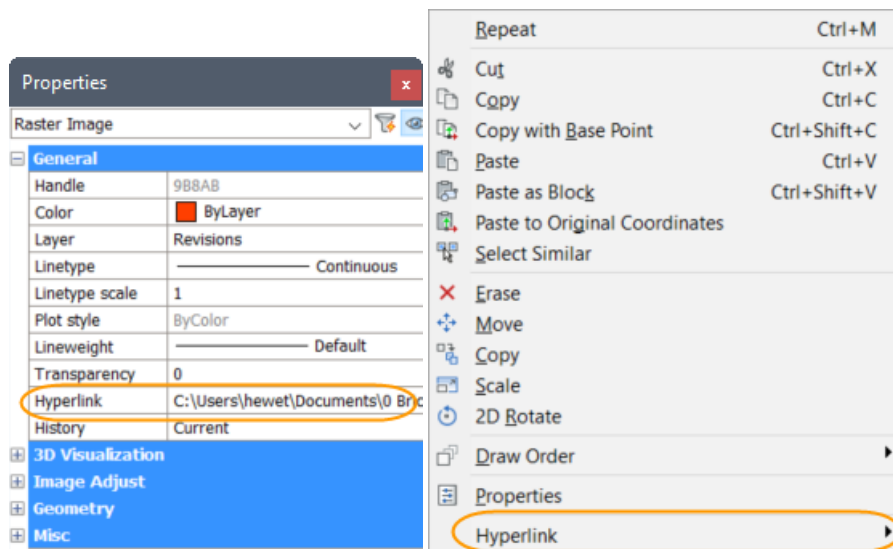 Properties
x
Raster Image
General
Handle 9B8AB
Color ByLayer
Layer Revisions
Linetype Continuous
Linetype scale 1
Plot style ByColor
Lineweight Default
Transparency 0
Hyperlink C:\Users\hewet\Documents\0 Bric
History Current
3D Visualization
Image Adjust
Geometry
Misc
Repeat Ctrl+M
Cut Ctrl+X
Copy Ctrl+C
Copy with Base Point Ctrl+Shift+C
Paste Ctrl+V
Paste as Block Ctrl+Shift+V
Paste to Original Coordinates
Select Similar
Erase
Move
Copy
Scale
2D Rotate
Draw Order
Properties
Hyperlink